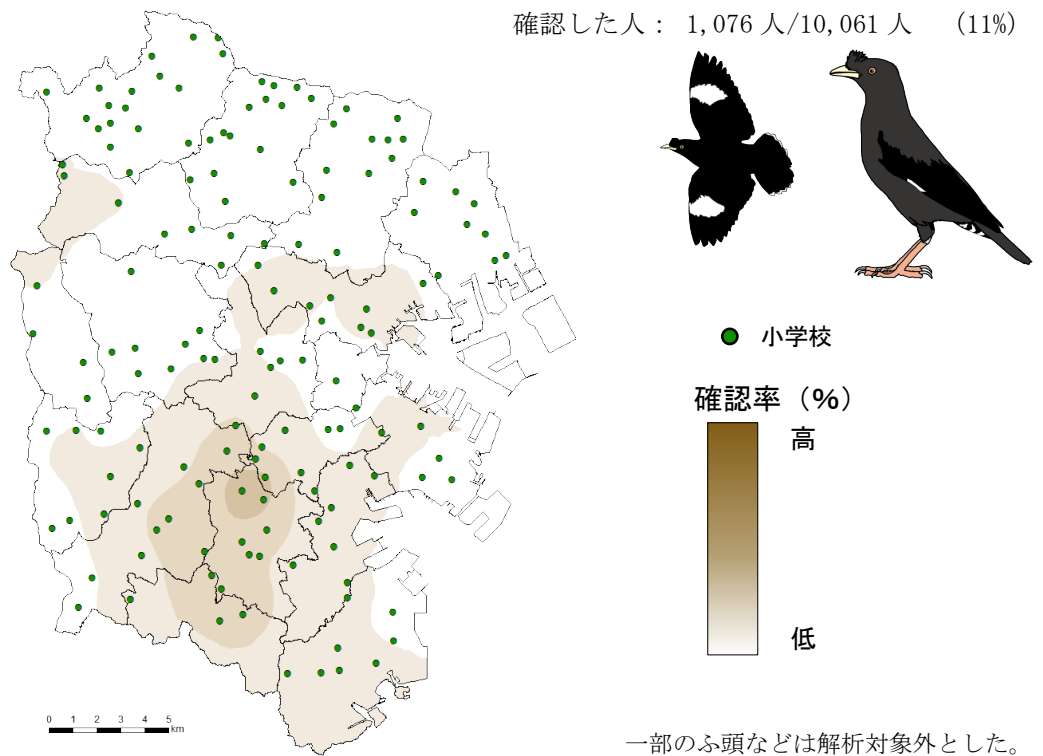 確認した人： 1,076 人/10,061 人 （11%）
小学校
確認率（%）
高
低
0 1 2 3 4 5
km
一部のふ頭などは解析対象外とした。